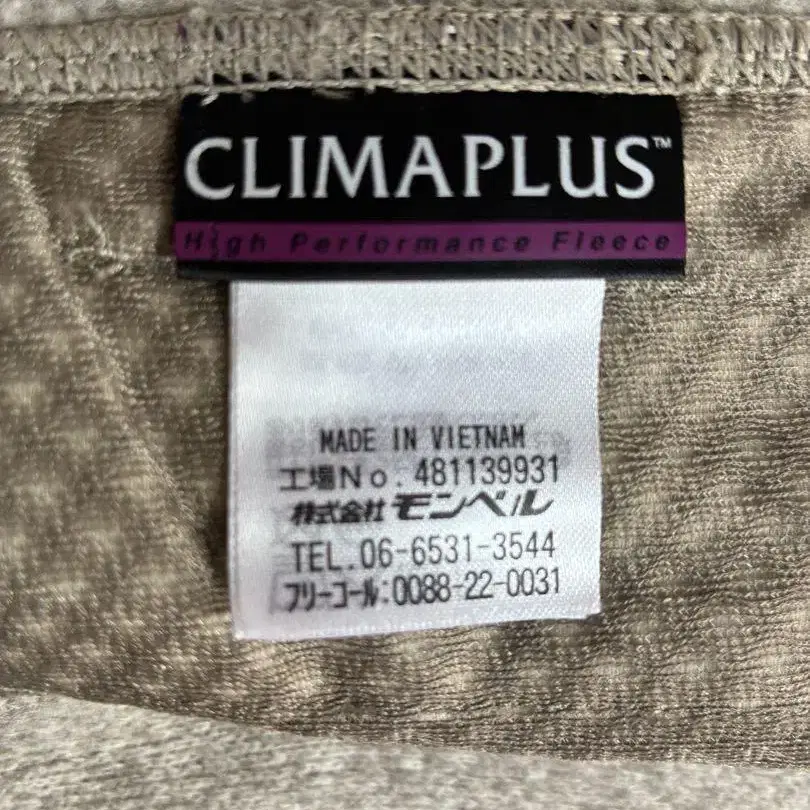 CLIMAPLUS™
High Performance Fleece
MADE IN VIETNAM
工場No. 481139931
株式会社 モンベル
TEL. 06-6531-3544
フリーコール:0088-22-0031